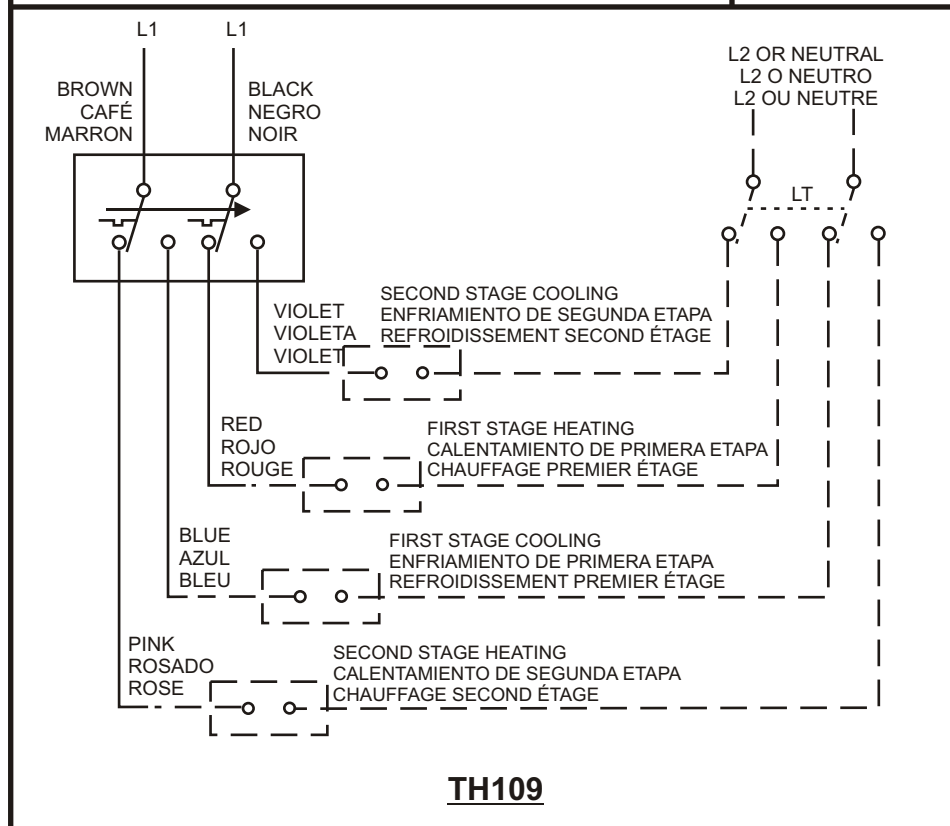 L1
L1
BROWN
CAFÉ
MARRON
BLACK
NEGRO
NOIR
L2 OR NEUTRAL
L2 O NEUTRO
L2 OU NEUTRE
LT
VIOLET
VIOLETA
VIOLET
SECOND STAGE COOLING
ENFRIAMIENTO DE SEGUNDA ETAPA
REFROIDISSEMENT SECOND ÉTAGE
RED
ROJO
ROUGE
FIRST STAGE HEATING
CALENTAMIENTO DE PRIMERA ETAPA
CHAUFFAGE PREMIER ÉTAGE
BLUE
AZUL
BLEU
FIRST STAGE COOLING
ENFRIAMIENTO DE PRIMERA ETAPA
REFROIDISSEMENT PREMIER ÉTAGE
PINK
ROSADO
ROSE
SECOND STAGE HEATING
CALENTAMIENTO DE SEGUNDA ETAPA
CHAUFFAGE SECOND ÉTAGE
TH109